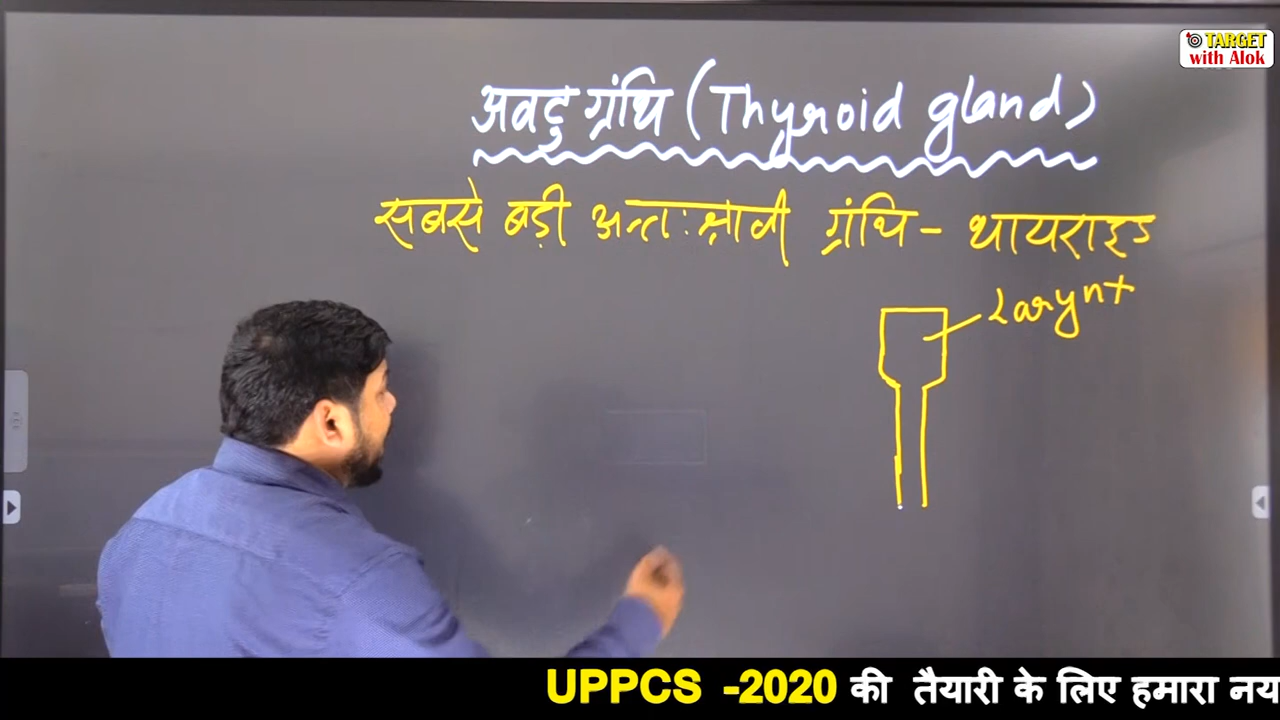 TARGET
with Alok
अवटु ग्रंथि (Thyroid gland)
सबसे बड़ी अन्तःस्रावी ग्रंथि - थायराइड
Larynx
UPPCS -2020 की तैयारी के लिए हमारा नय